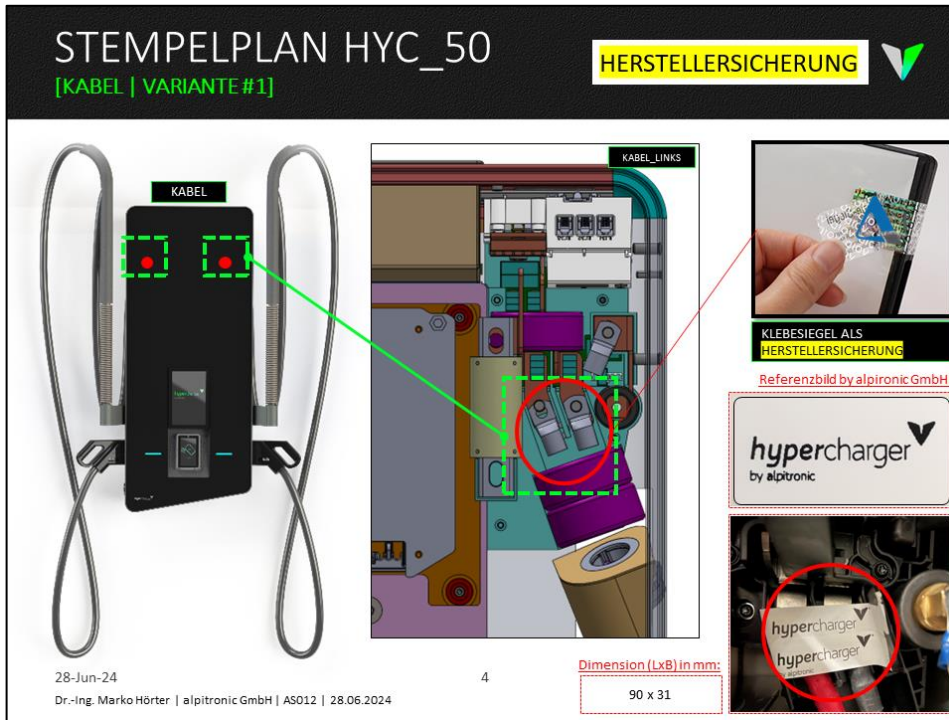 STEMPELPLAN HYC_50
[KABEL | VARIANTE #1]
HERSTELLERSICHERUNG
KABEL
KABEL_LINKS
KLEBESIEGEL ALS
HERSTELLERSICHERUNG
Referenzbild by alpironic GmbH
hypercharger
by alpitronic
hypercharger
hypercharger
by alpitronic
28-Jun-24
4
Dimension (LxB) in mm:
90 x 31
Dr.-Ing. Marko Hörter | alpitronic GmbH | AS012 | 28.06.2024